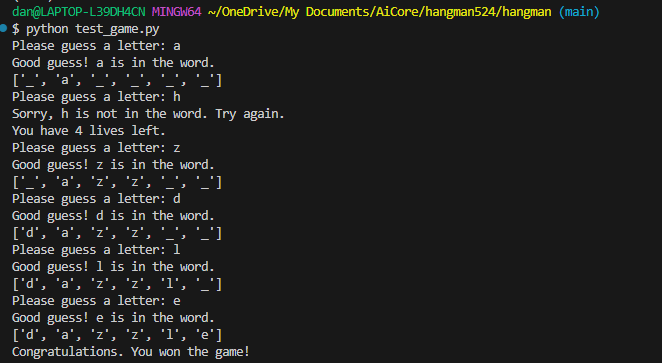 dan@LAPTOP-L39DH4CN MINGW64 ~/OneDrive/My Documents/AiCore/hangman524/hangman (main)
$ python test_game.py
Please guess a letter: a
Good guess! a is in the word.
['_', 'a', '_', '_', '_', '_']
Please guess a letter: h
Sorry, h is not in the word. Try again.
You have 4 lives left.
Please guess a letter: z
Good guess! z is in the word.
['_', 'a', 'z', 'z', '_', '_']
Please guess a letter: d
Good guess! d is in the word.
['d', 'a', 'z', 'z', '_', '_']
Please guess a letter: l
Good guess! l is in the word.
['d', 'a', 'z', 'z', 'l', '_']
Please guess a letter: e
Good guess! e is in the word.
['d', 'a', 'z', 'z', 'l', 'e']
Congratulations. You won the game!